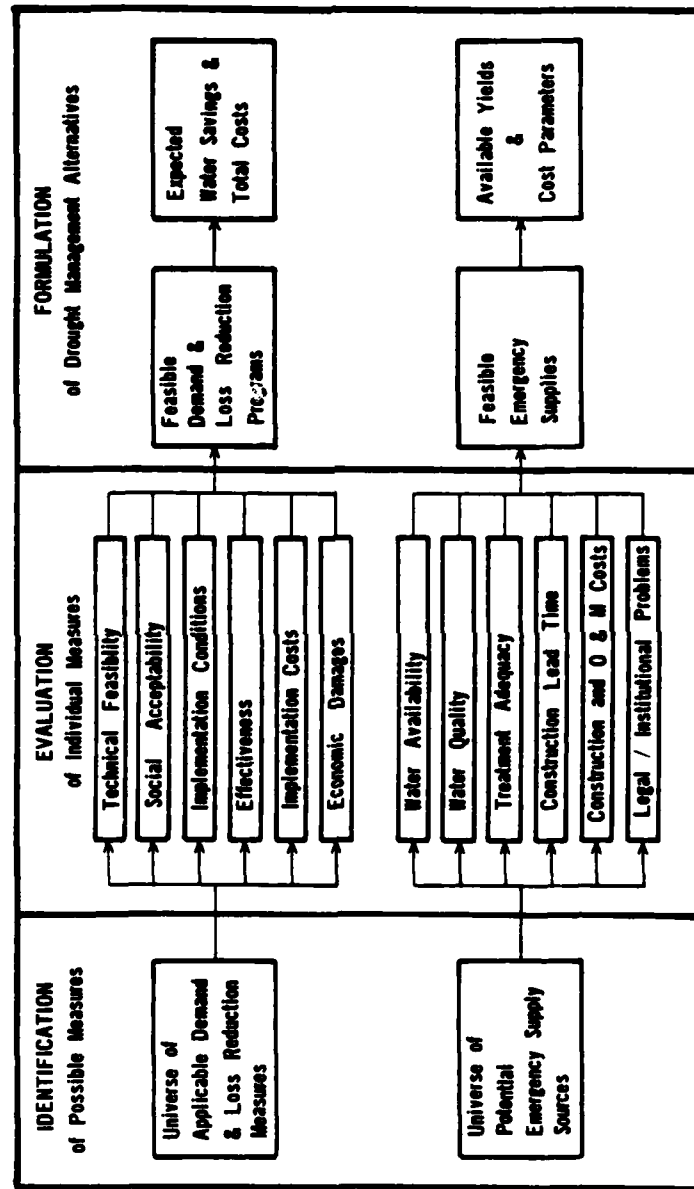 IDENTIFICATION
of Possible Measures
Universe of
Applicable Demand
& Loss Reduction
Measures
Universe of
Potential
Emergency Supply
Sources
EVALUATION
of Individual Measures
Technical Feasiblity
Social Acceptability
Implementation Conditions
Effectiveness
Implementation Costs
Economic Damages
Water Availability
Water Quality
Treatment Adequacy
Construction Lead Time
Construction and O & M Costs
Legal / Institutional Problems
FORMULATION
of Drought Management Alternatives
Feasible
Demand &
Loss Reduction
Programs
Expected
Water Savings &
Total Costs
Feasible
Emergency
Supplies
Available Yields
&
Cost Parameters